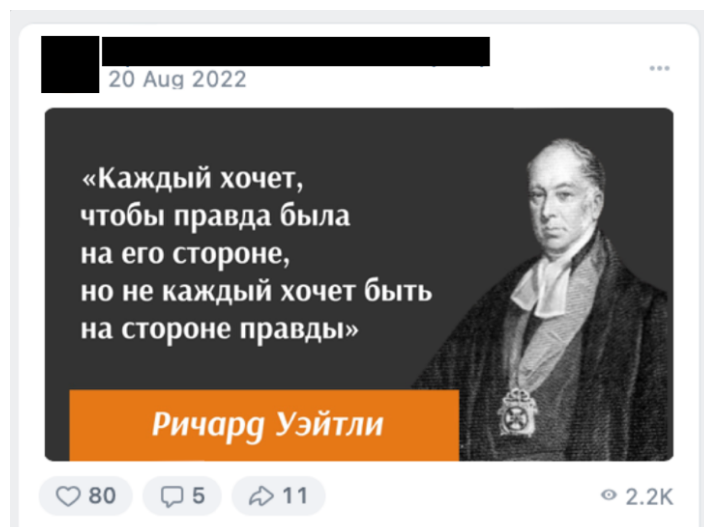 20 Aug 2022
«Каждый хочет,
чтобы правда была
на его стороне,
но не каждый хочет быть
на стороне правды»
Ричард Уэйтли
80 5 11 2.2K